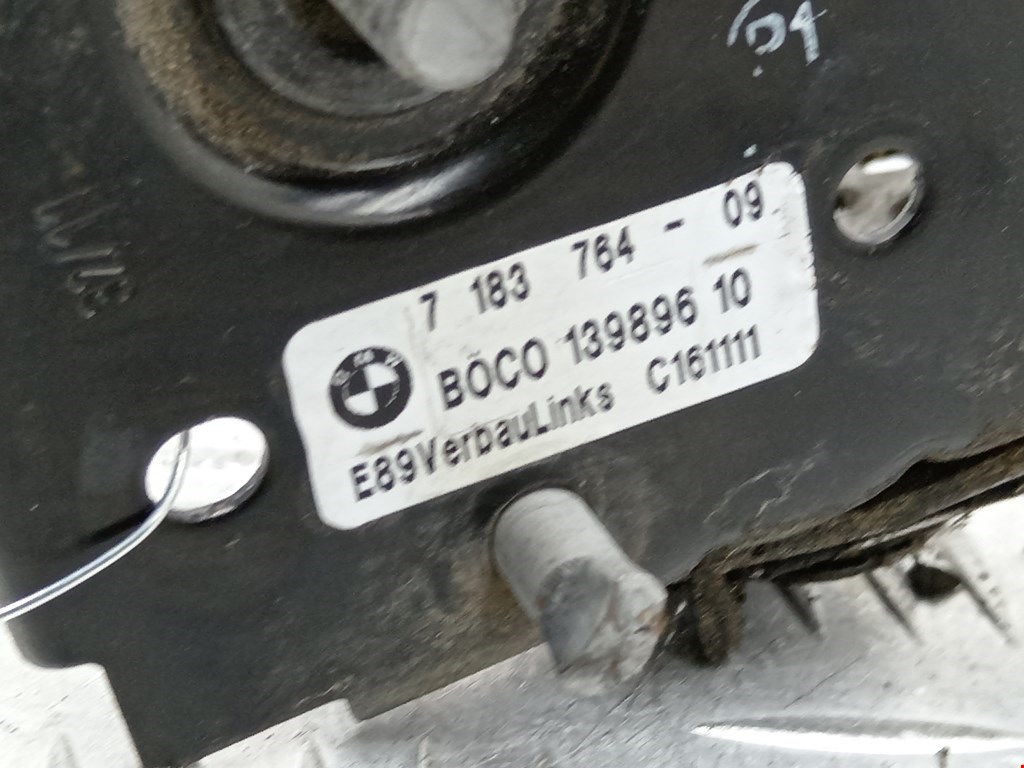 7 183 764 - 09
BÖCO 139896 10
E89VerbauLinks C161111